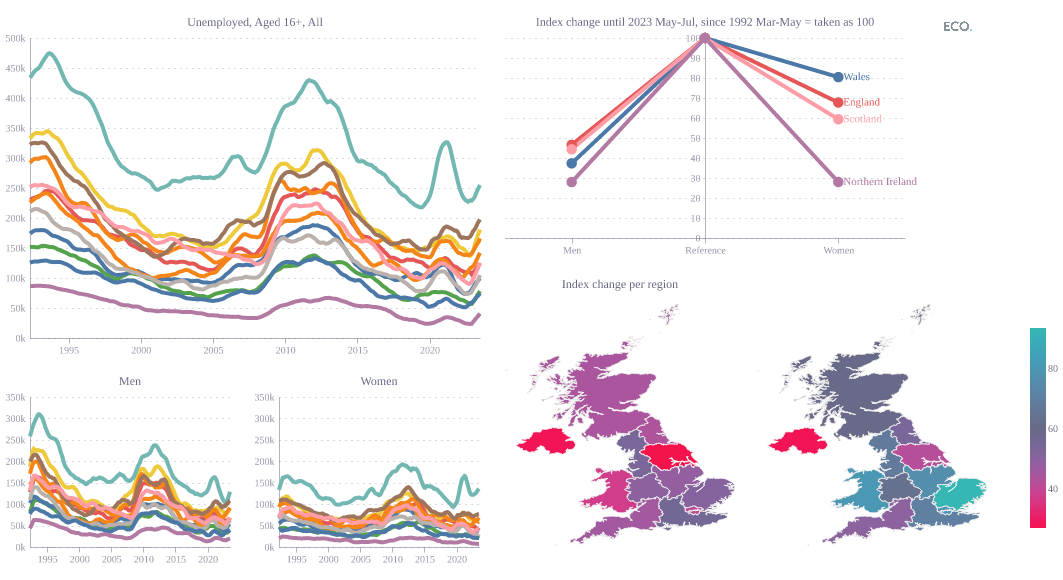 Unemployed, Aged 16+, All
500k
450k
400k
350k
300k
250k
200k
150k
100k
50k
0k
1995
2000
2005
2010
2015
2020
Index change until 2023 May-Jul, since 1992 Mar-May = taken as 100
ECO.
100
90
80
70
60
50
40
30
20
10
0
Wales
England
Scotland
Northern Ireland
Men
Reference
Women
Men
350k
300k
250k
200k
150k
100k
50k
0k
1995
2000
2005
2010
2015
2020
Women
350k
300k
250k
200k
150k
100k
50k
0k
1995
2000
2005
2010
2015
2020
Index change per region
80
60
40